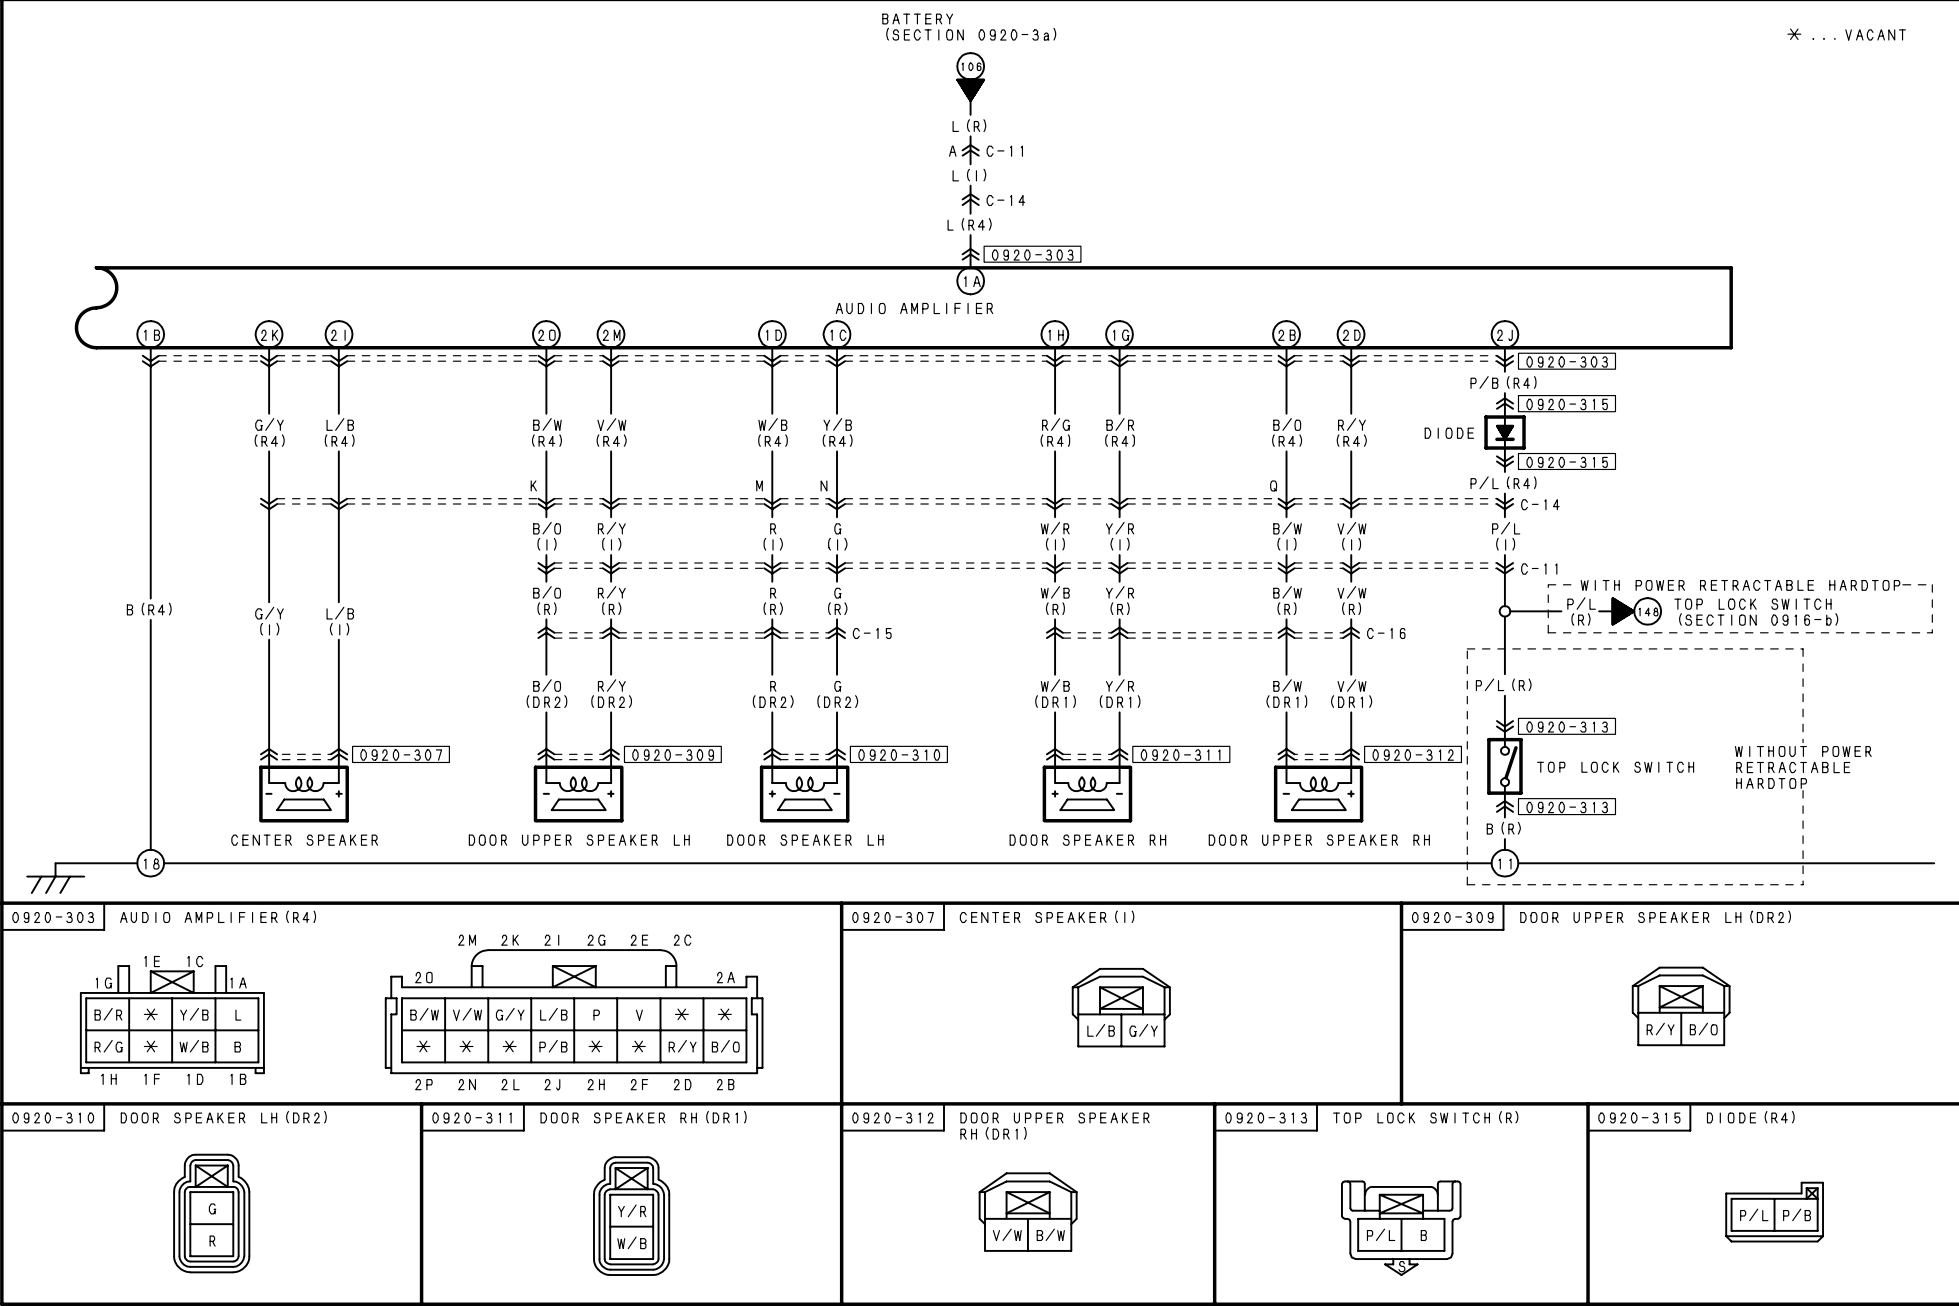 BATTERY
(SECTION 0920-3a)
* ... VACANT
106
L(R)
A C-11
L(I)
C-14
L(R4)
0920-303
1A
AUDIO AMPLIFIER
1B 2K 2I 2O 2M 1D 1C 1H 1G 2B 2D 2J
0920-303
P/B(R4)
0920-315
G/Y L/B B/W V/W W/B Y/B R/G B/R B/O R/Y
(R4) (R4) (R4) (R4) (R4) (R4) (R4) (R4) (R4) (R4)
DIODE
0920-315
P/L(R4)
K M N Q
C-14
B/O R/Y R G W/R Y/R B/W V/W P/L
(I) (I) (I) (I) (I) (I) (I) (I) (I)
C-11
WITH POWER RETRACTABLE HARDTOP
B/O R/Y R G W/B Y/R B/W V/W
(R) (R) (R) (R) (R) (R) (R) (R)
P/L 148 TOP LOCK SWITCH
(R) (SECTION 0916-b)
B(R4)
G/Y L/B
(I) (I)
C-15 C-16
B/O R/Y R G W/B Y/R B/W V/W P/L(R)
(DR2) (DR2) (DR2) (DR2) (DR1) (DR1) (DR1) (DR1)
0920-313
0920-307 0920-309 0920-310 0920-311 0920-312
WITHOUT POWER
RETRACTABLE
HARDTOP
TOP LOCK SWITCH
- + - + + - + - - +
0920-313
B(R)
CENTER SPEAKER DOOR UPPER SPEAKER LH DOOR SPEAKER LH DOOR SPEAKER RH DOOR UPPER SPEAKER RH
18 11
0920-303 AUDIO AMPLIFIER(R4)
1E 1C
1G 1A
B/R * Y/B L
R/G * W/B B
1H 1F 1D 1B
2M 2K 2I 2G 2E 2C
2O 2A
B/W V/W G/Y L/B P V * *
* * * P/B * * R/Y B/O
2P 2N 2L 2J 2H 2F 2D 2B
0920-307 CENTER SPEAKER(I)
L/B G/Y
0920-309 DOOR UPPER SPEAKER LH(DR2)
R/Y B/O
0920-310 DOOR SPEAKER LH(DR2)
G
R
0920-311 DOOR SPEAKER RH(DR1)
Y/R
W/B
0920-312 DOOR UPPER SPEAKER
RH(DR1)
V/W B/W
0920-313 TOP LOCK SWITCH(R)
P/L B
S
0920-315 DIODE(R4)
P/L P/B